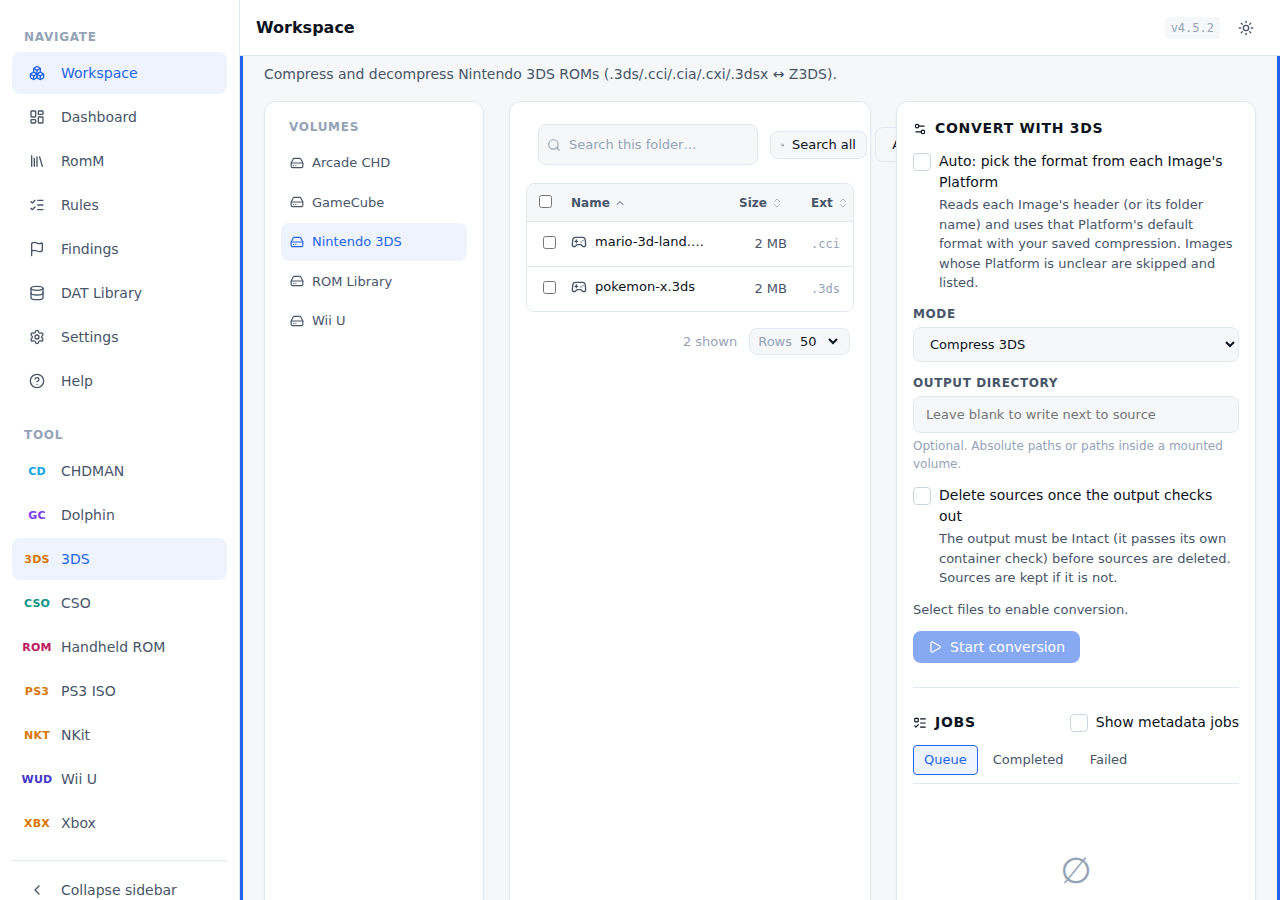 NAVIGATE
Workspace
Dashboard
RomM
Rules
Findings
DAT Library
Settings
Help
TOOL
CD CHDMAN
GC Dolphin
3DS 3DS
CSO CSO
ROM Handheld ROM
PS3 PS3 ISO
NKT NKit
WUD Wii U
XBX Xbox
Collapse sidebar
Workspace
v4.5.2
Compress and decompress Nintendo 3DS ROMs (.3ds/.cci/.cia/.cxi/.3dsx ↔ Z3DS).
VOLUMES
Arcade CHD
GameCube
Nintendo 3DS
ROM Library
Wii U
Search this folder…
Search all
Name Size Ext
mario-3d-land.… 2 MB .cci
pokemon-x.3ds 2 MB .3ds
2 shown Rows 50
CONVERT WITH 3DS
Auto: pick the format from each Image's
Platform
Reads each Image's header (or its folder
name) and uses that Platform's default
format with your saved compression. Images
whose Platform is unclear are skipped and
listed.
MODE
Compress 3DS
OUTPUT DIRECTORY
Leave blank to write next to source
Optional. Absolute paths or paths inside a mounted
volume.
Delete sources once the output checks
out
The output must be Intact (it passes its own
container check) before sources are deleted.
Sources are kept if it is not.
Select files to enable conversion.
Start conversion
JOBS
Show metadata jobs
Queue Completed Failed